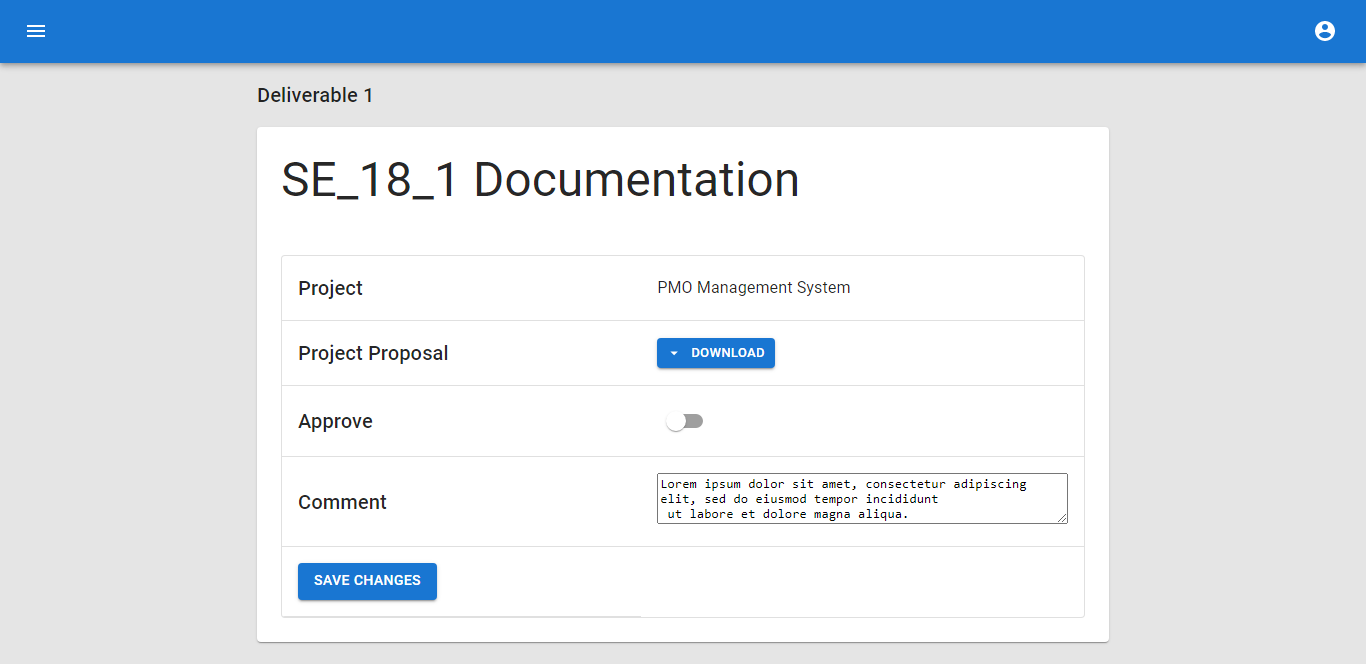 Deliverable 1
SE_18_1 Documentation
Project
PMO Management System
Project Proposal
DOWNLOAD
Approve
Comment
Lorem ipsum dolor sit amet, consectetur adipiscing
elit, sed do eiusmod tempor incididunt
ut labore et dolore magna aliqua.
SAVE CHANGES